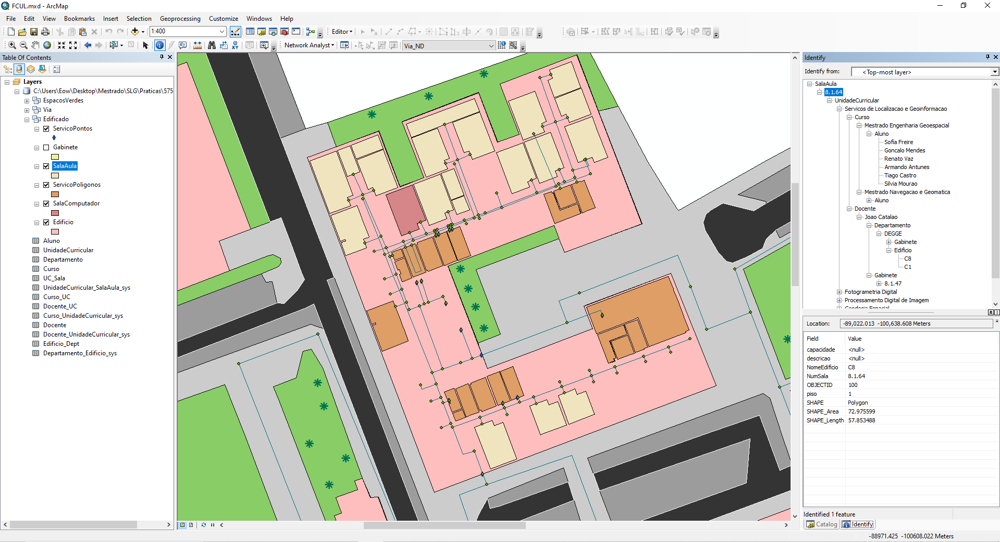 FCUL.mxd - ArcMap
File Edit View Bookmarks Insert Selection Geoprocessing Customize Windows Help
1:400
Editor
Network Analyst
Via_ND
Table Of Contents
Layers
C:\Users\Eow\Desktop\Mestrado\SLG\Praticas\575
EspacosVerdes
Via
Edificado
ServicoPontos
Gabinete
SalaAula
ServicoPoligonos
SalaComputador
Edificio
Aluno
UnidadeCurricular
Departamento
Curso
UC_Sala
UnidadeCurricular_SalaAula_sys
Curso_UC
Docente_UC
Curso_UnidadeCurricular_sys
Docente
Docente_UnidadeCurricular_sys
Edificio_Dept
Departamento_Edificio_sys
Identify
Identify from: <Top-most layer>
SalaAula
8.1.64
UnidadeCurricular
Servicos de Localizacao e Geoinformacao
Curso
Mestrado Engenharia Geoespacial
Aluno
Sofia Freire
Goncalo Mendes
Renato Vaz
Armando Antunes
Tiago Castro
Silvia Mourao
Mestrado Navegacao e Geomatica
Aluno
Docente
Joao Catalao
Departamento
DEGGE
Gabinete
Edificio
C8
C1
Gabinete
8.1.47
Fotogrametria Digital
Processamento Digital de Imagem
Geodesia Espacial
Location: -89,022.013 -100,638.608 Meters
Field Value
capacidade <null>
descricao <null>
NomeEdificio C8
NumSala 8.1.64
OBJECTID 100
piso 1
SHAPE Polygon
SHAPE_Area 72.975599
SHAPE_Length 57.853488
Identified 1 feature
Catalog Identify
-88971.425 -100608.022 Meters